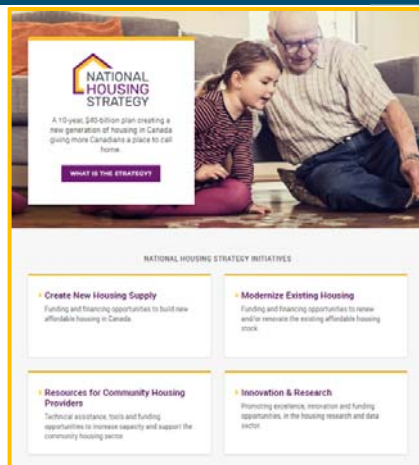 NATIONAL
HOUSING
STRATEGY
A 10-year, $40-billion plan creating a
new generation of housing in Canada
giving more Canadians a place to call
home.
WHAT IS THE STRATEGY?
NATIONAL HOUSING STRATEGY INITIATIVES
Create New Housing Supply
Funding and financing opportunities to build new
affordable housing in Canada.
Modernize Existing Housing
Funding and financing opportunities to renew
and/or renovate the existing affordable housing
stock.
Resources for Community Housing
Providers
Technical assistance, tools and funding
opportunities to increase capacity and support the
community housing sector.
Innovation & Research
Promoting excellence, innovation and funding
opportunities, in the housing research and data
sector.